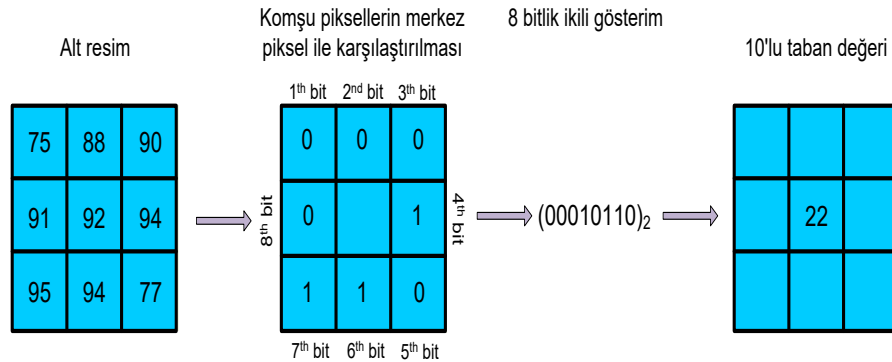 Alt resim
Komşu piksellerin merkez
piksel ile karşılaştırılması
8 bitlik ikili gösterim
10'lu taban değeri
1th bit 2nd bit 3th bit
75 88 90
91 92 94
95 94 77
0 0 0
0 1
1 1 0
8th bit
4th bit
7th bit 6th bit 5th bit
(00010110)2
22